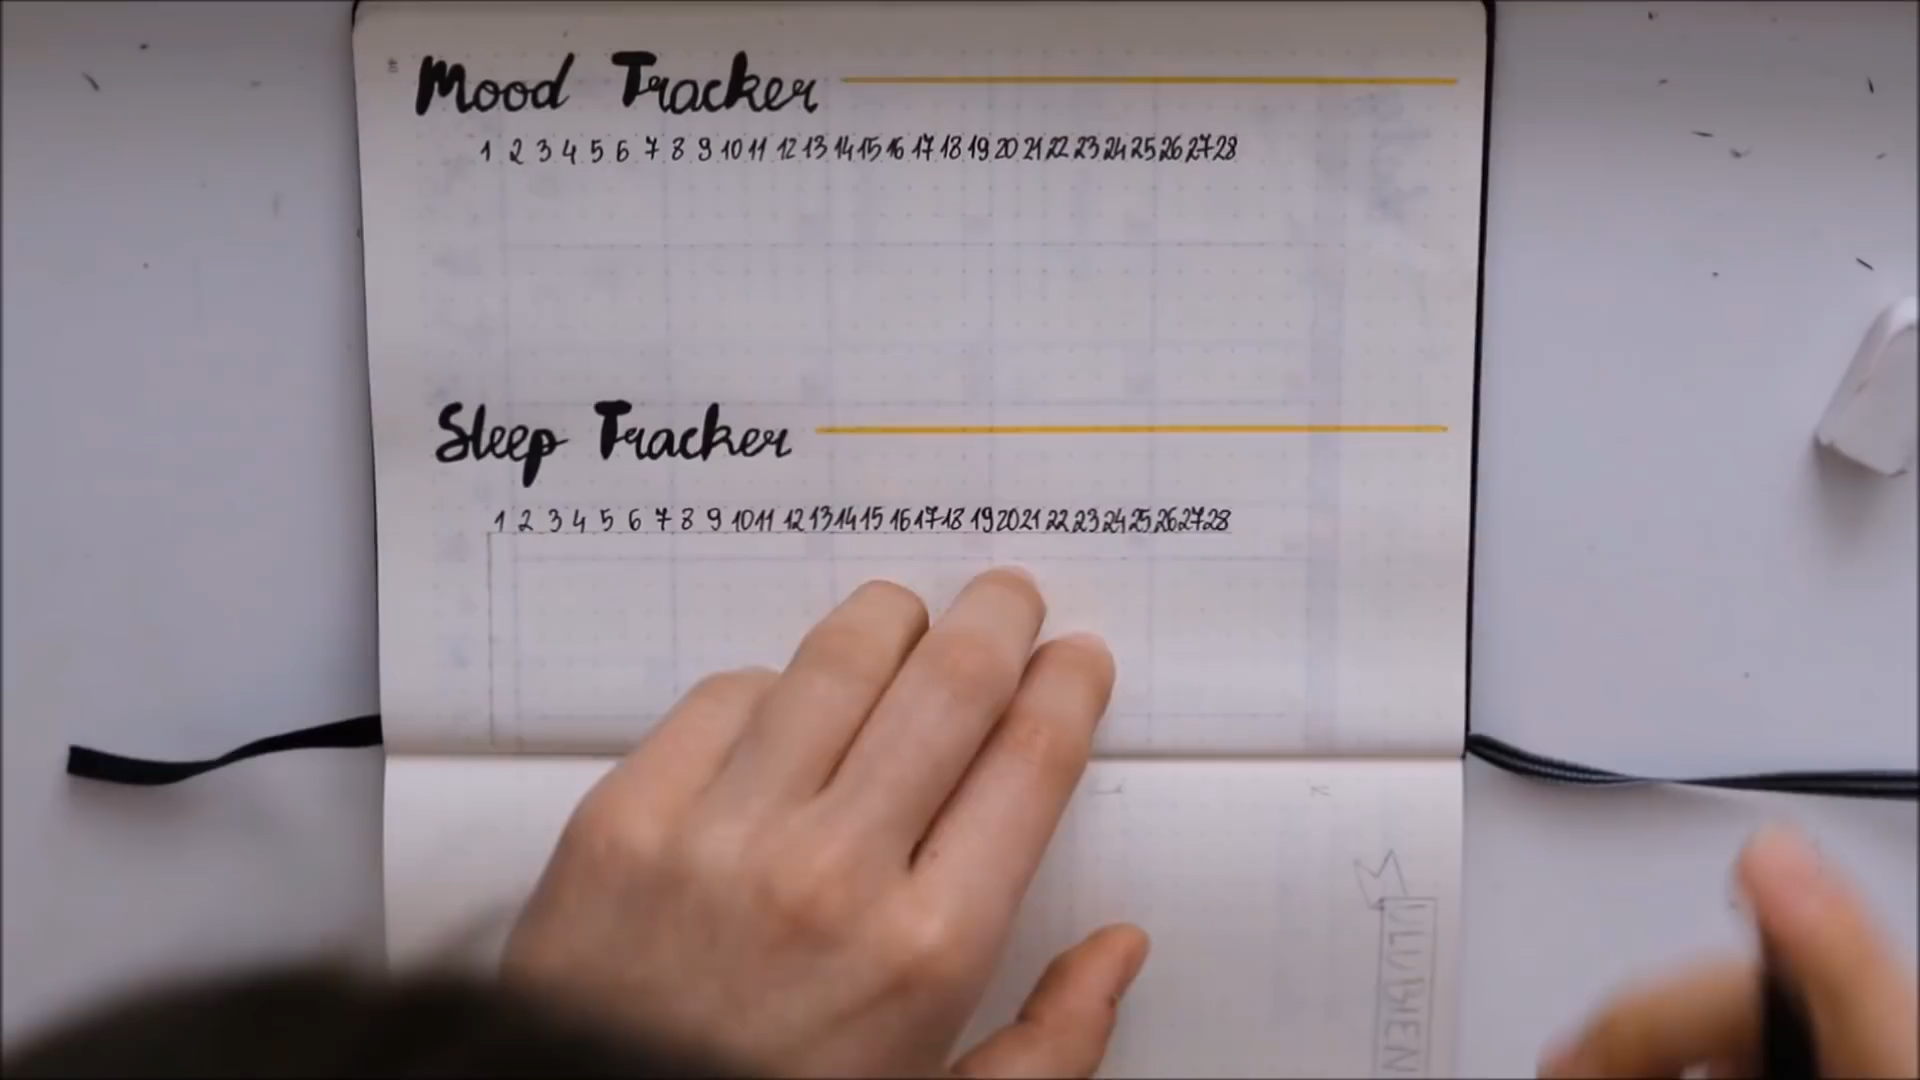 Mood Tracker
1 2 3 4 5 6 7 8 9 10 11 12 13 14 15 16 17 18 19 20 21 22 23 24 25 26 27 28
Sleep Tracker
1 2 3 4 5 6 7 8 9 10 11 12 13 14 15 16 17 18 19 20 21 22 23 24 25 26 27 28